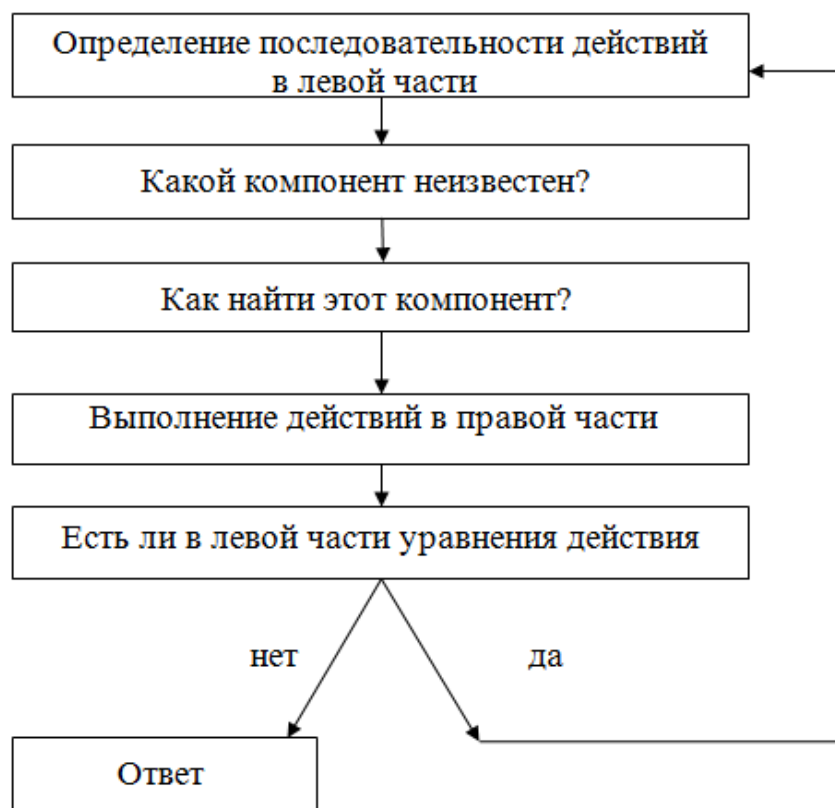 Определение последовательности действий
в левой части
Какой компонент неизвестен?
Как найти этот компонент?
Выполнение действий в правой части
Есть ли в левой части уравнения действия
нет
да
Ответ